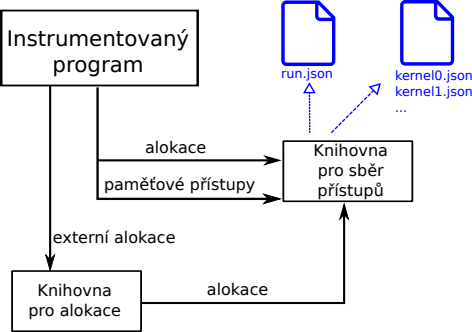 Instrumentovaný
program
run.json
kernel0.json
kernel1.json
...
alokace
paměťové přístupy
Knihovna
pro sběr
přístupů
externí alokace
Knihovna
pro alokace
alokace